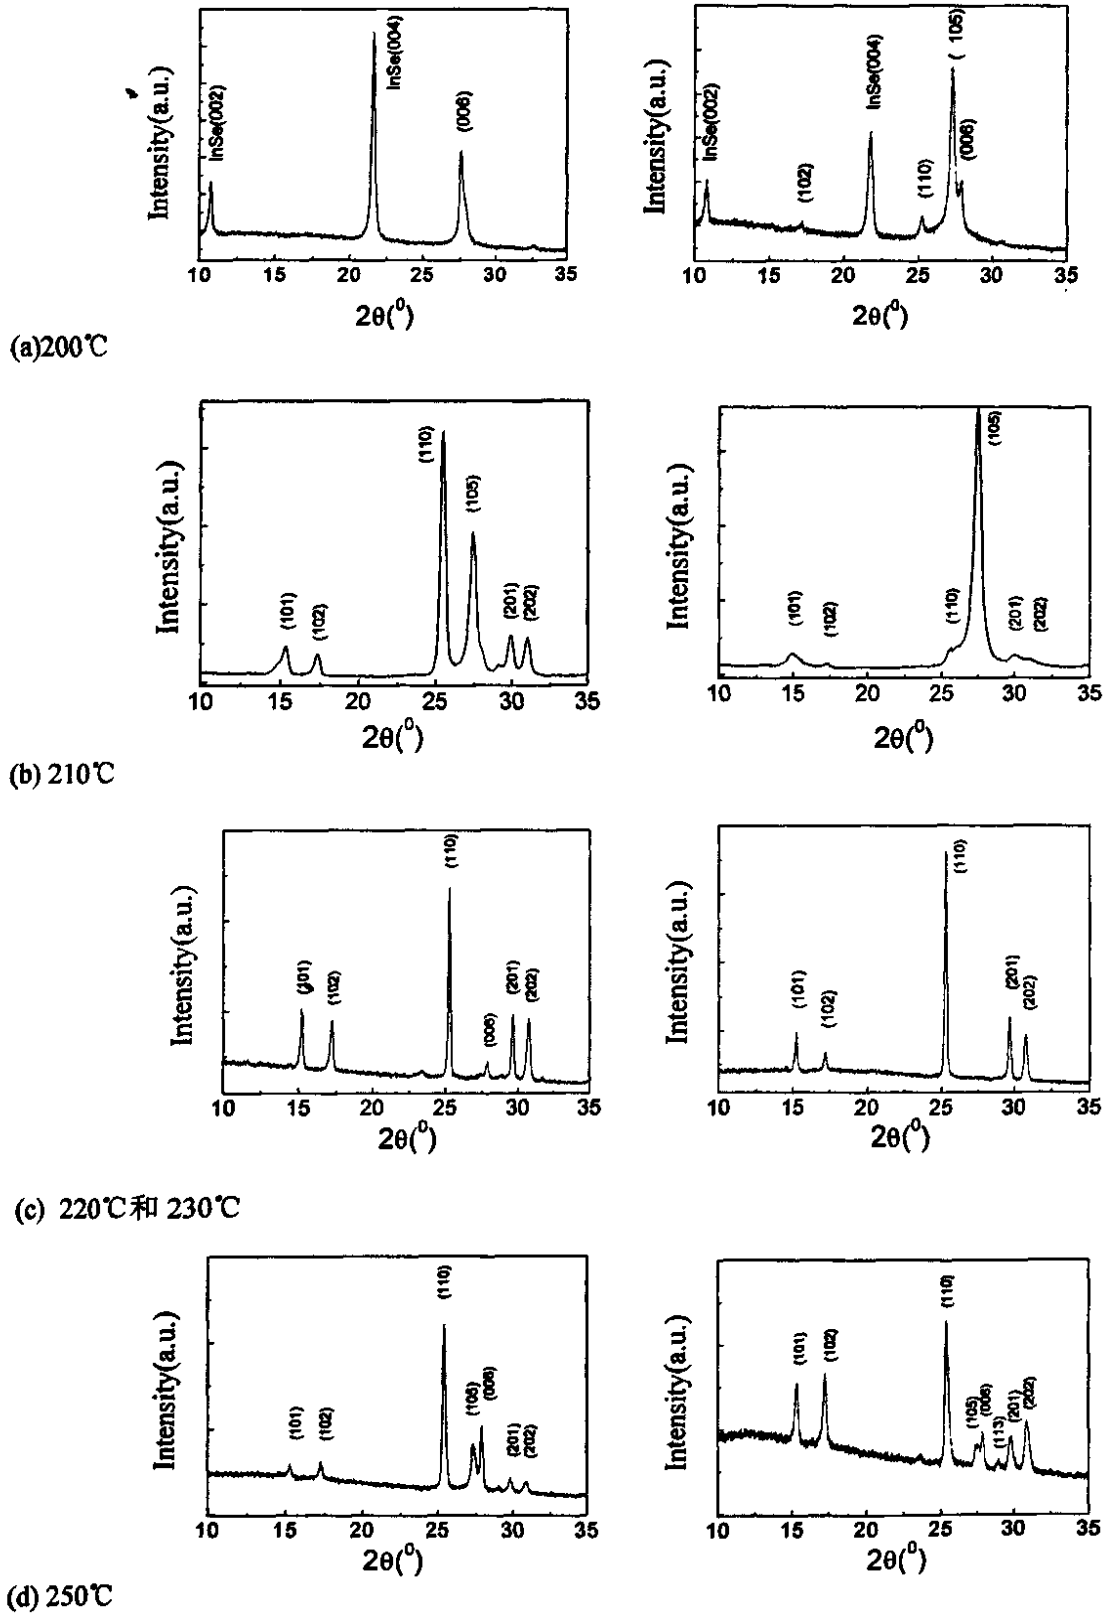 Intensity(a.u.)
InSe(002)
InSe(004)
(006)
10 15 20 25 30 35
2θ(⁰)
Intensity(a.u.)
InSe(002)
(102)
InSe(004)
(110)
( 105)
(006)
10 15 20 25 30 35
2θ(⁰)
(a)200℃
Intensity(a.u.)
(101)
(102)
(110)
(105)
(201)
(202)
10 15 20 25 30 35
2θ(⁰)
Intensity(a.u.)
(101)
(102)
(110)
(105)
(201)
(202)
10 15 20 25 30 35
2θ(⁰)
(b) 210℃
Intensity(a.u.)
(101)
(102)
(110)
(006)
(201)
(202)
10 15 20 25 30 35
2θ(⁰)
Intensity(a.u.)
(101)
(102)
(110)
(201)
(202)
10 15 20 25 30 35
2θ(⁰)
(c) 220℃和 230℃
Intensity(a.u.)
(101)
(102)
(110)
(105)
(006)
(201)
(202)
10 15 20 25 30 35
2θ(⁰)
Intensity(a.u.)
(101)
(102)
(110)
(105)
(006)
(113)
(201)
(202)
10 15 20 25 30 35
2θ(⁰)
(d) 250℃